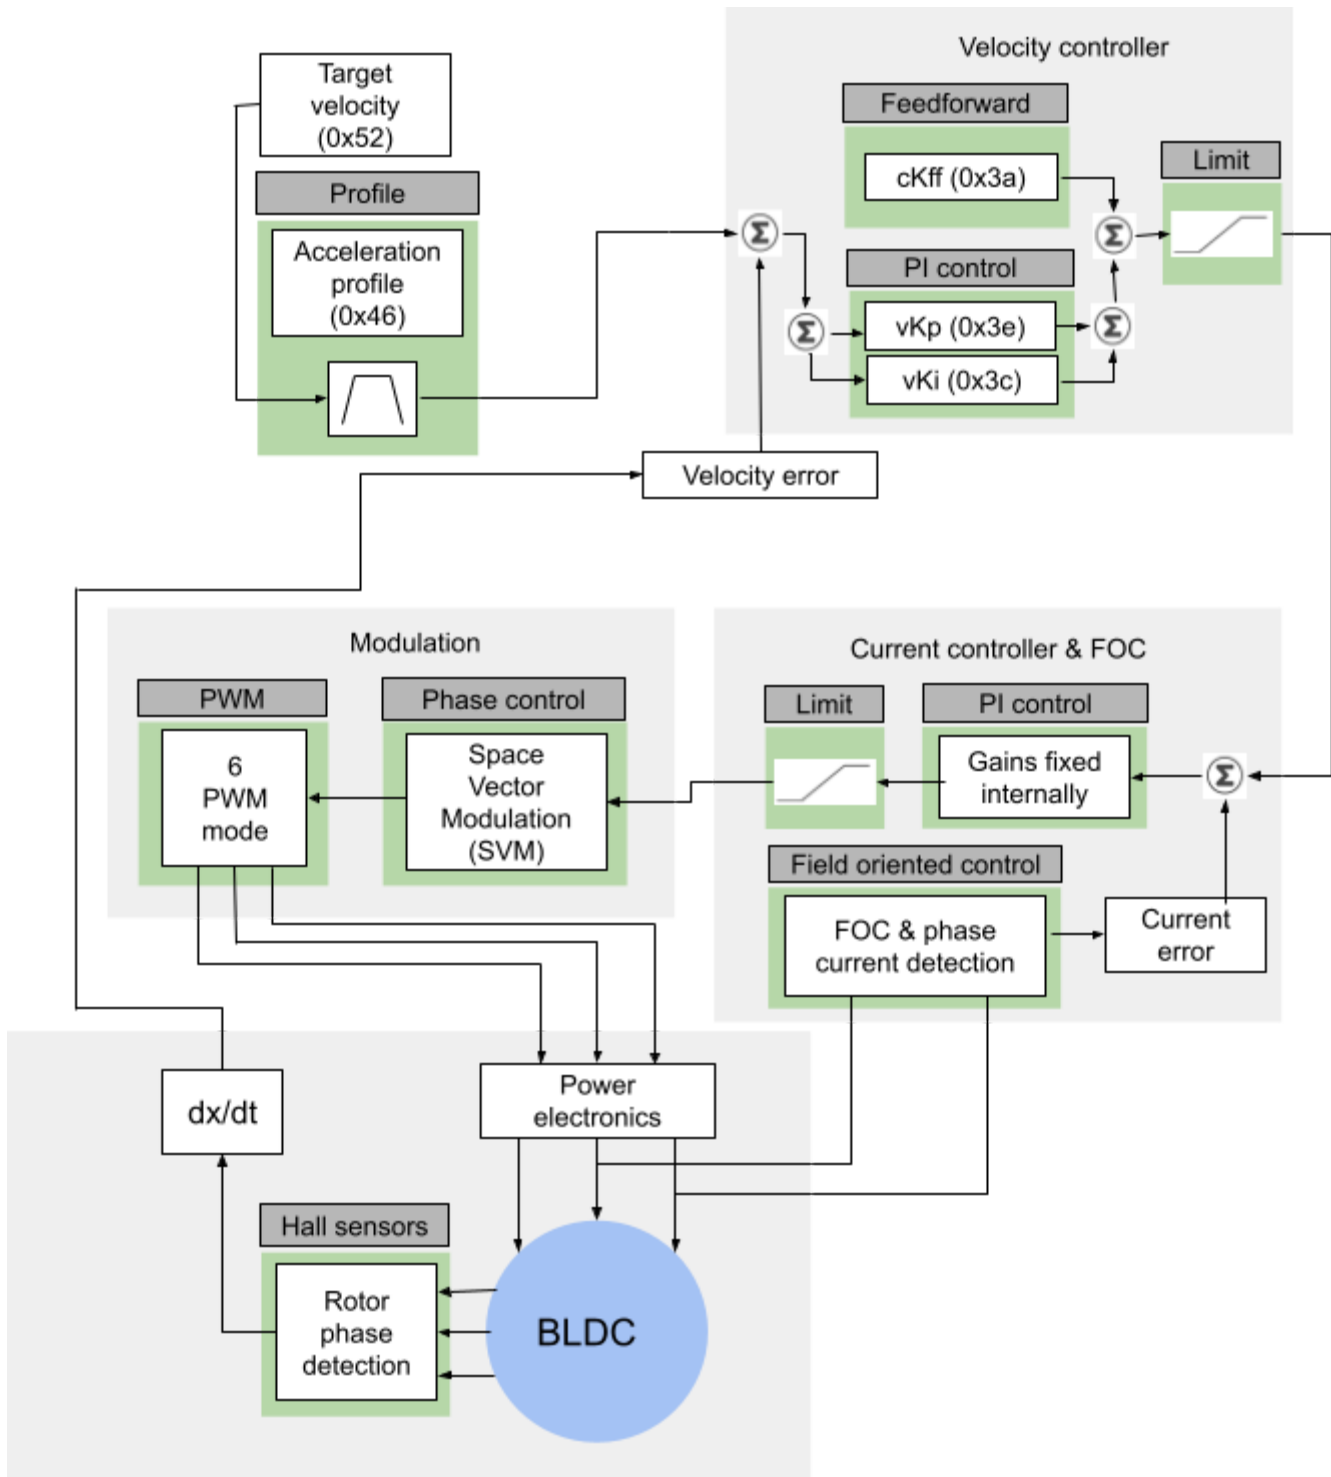 Velocity controller
Target
velocity
(0x52)
Feedforward
cKff (0x3a)
Limit
Profile
Acceleration
profile
(0x46)
Σ
Σ
PI control
vKp (0x3e)
vKi (0x3c)
Σ
Σ
Velocity error
Modulation
PWM
6
PWM
mode
Phase control
Space
Vector
Modulation
(SVM)
Current controller & FOC
Limit
PI control
Gains fixed
internally
Σ
Field oriented control
FOC & phase
current detection
Current
error
dx/dt
Power
electronics
Hall sensors
Rotor
phase
detection
BLDC